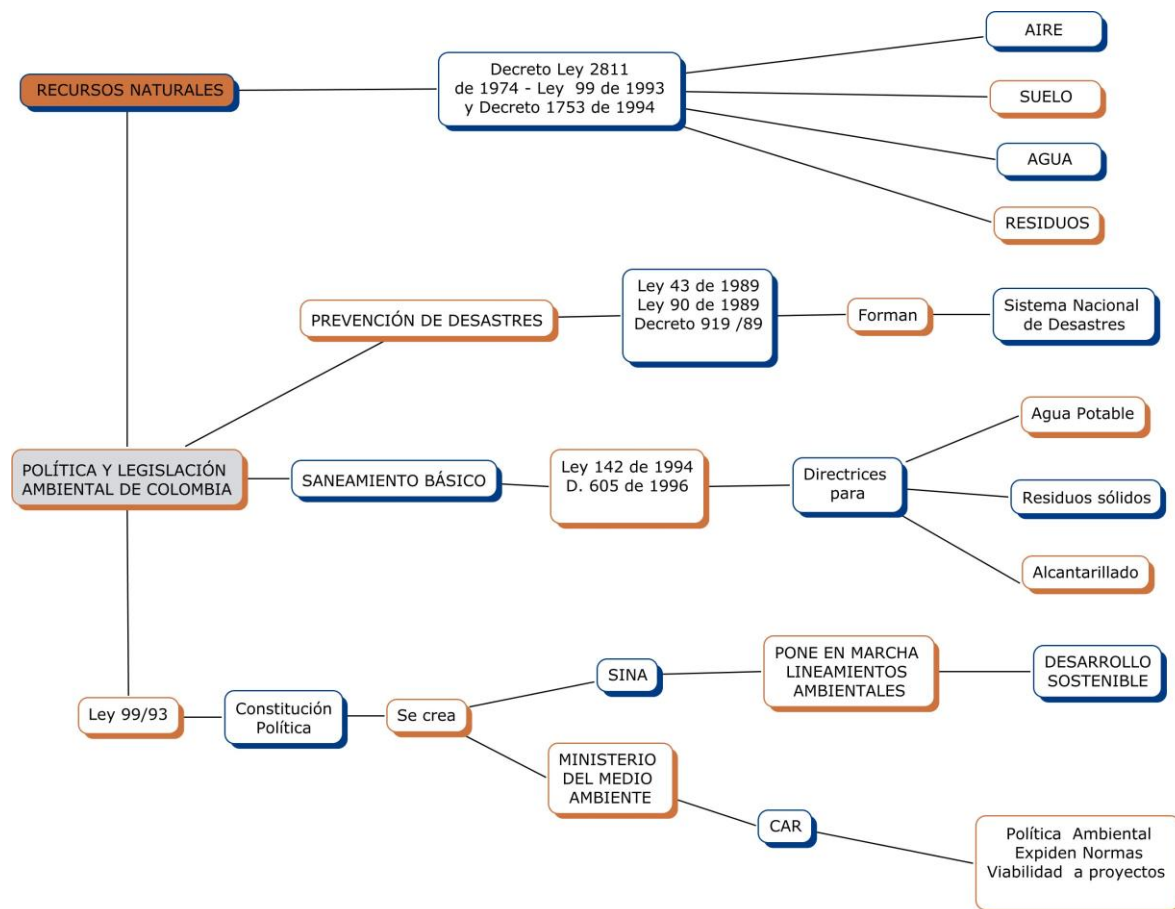 RECURSOS NATURALES
Decreto Ley 2811
de 1974 - Ley 99 de 1993
y Decreto 1753 de 1994
AIRE
SUELO
AGUA
RESIDUOS
PREVENCIÓN DE DESASTRES
Ley 43 de 1989
Ley 90 de 1989
Decreto 919 /89
Forman
Sistema Nacional
de Desastres
POLÍTICA Y LEGISLACIÓN
AMBIENTAL DE COLOMBIA
SANEAMIENTO BÁSICO
Ley 142 de 1994
D. 605 de 1996
Directrices
para
Agua Potable
Residuos sólidos
Alcantarillado
Ley 99/93
Constitución
Política
Se crea
SINA
PONE EN MARCHA
LINEAMIENTOS
AMBIENTALES
DESARROLLO
SOSTENIBLE
MINISTERIO
DEL MEDIO
AMBIENTE
CAR
Política Ambiental
Expiden Normas
Viabilidad a proyectos